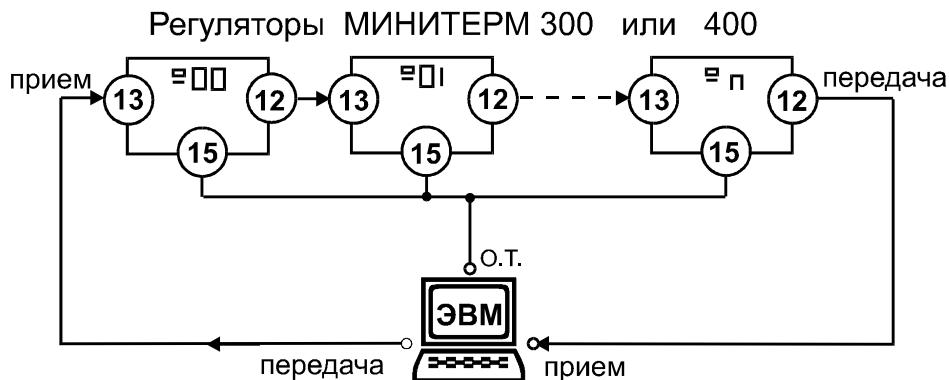 Регуляторы МИНИТЕРМ 300 или 400
прием
передача
13 12 13 12 13 12
15 15 15
п
О.Т.
ЭВМ
передача
прием